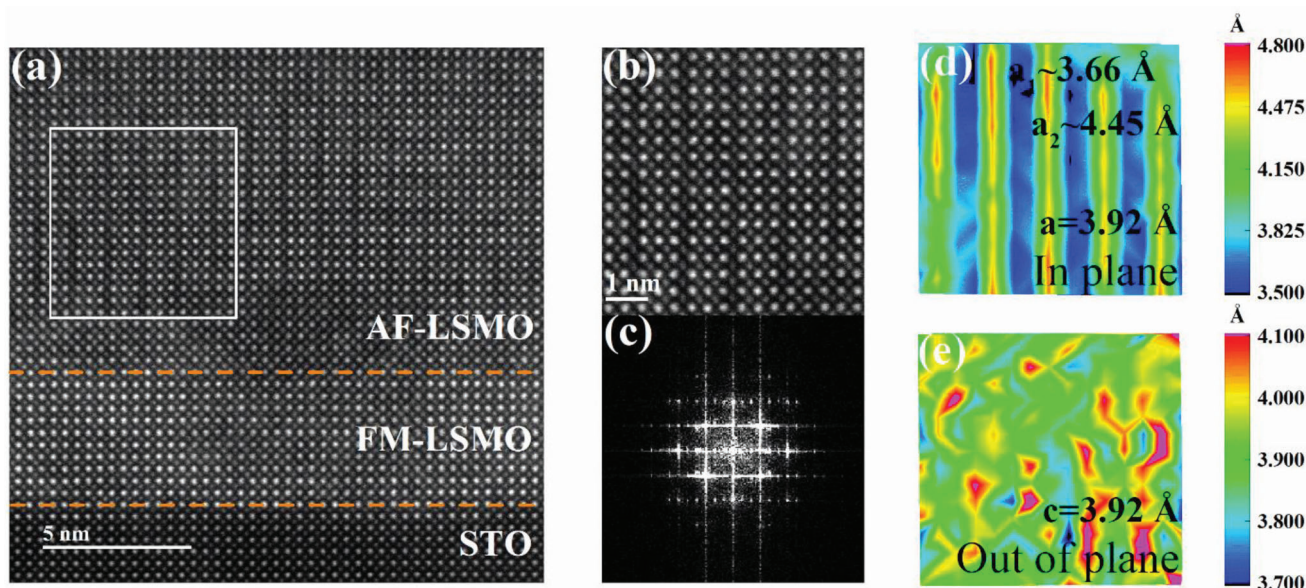 (a)
AF-LSMO
FM-LSMO
5 nm
STO
(b)
1 nm
(c)
(d)
a₁~3.66 Å
a₂~4.45 Å
a=3.92 Å
In plane
Å
4.800
4.475
4.150
3.825
3.500
(e)
c=3.92 Å
Out of plane
Å
4.100
4.000
3.900
3.800
3.700